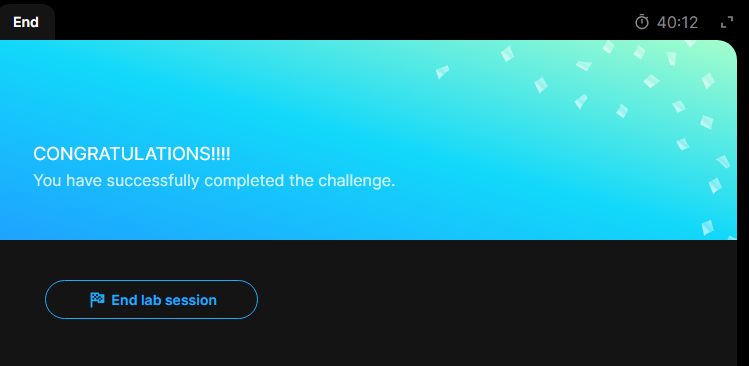 End
40:12
CONGRATULATIONS!!!!
You have successfully completed the challenge.
End lab session